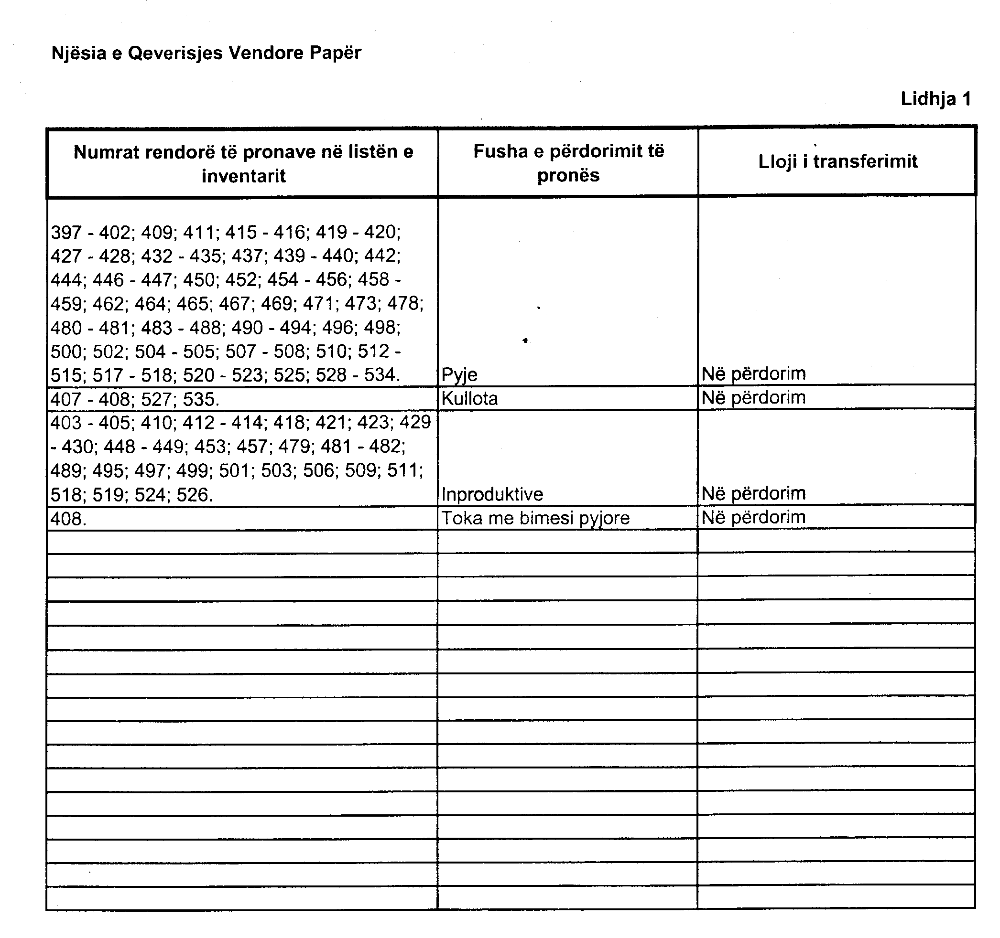 Njësia e Qeverisjes Vendore Papër
Lidhja 1
Numrat rendorë të pronave në listën e
inventarit
Fusha e përdorimit të
pronës
Lloji i transferimit
397 - 402; 409; 411; 415 - 416; 419 - 420;
427 - 428; 432 - 435; 437; 439 - 440; 442;
444; 446 - 447; 450; 452; 454 - 456; 458 -
459; 462; 464; 465; 467; 469; 471; 473; 478;
480 - 481; 483 - 488; 490 - 494; 496; 498;
500; 502; 504 - 505; 507 - 508; 510; 512 -
515; 517 - 518; 520 - 523; 525; 528 - 534.
Pyje
Në përdorim
407 - 408; 527; 535.
Kullota
Në përdorim
403 - 405; 410; 412 - 414; 418; 421; 423; 429
- 430; 448 - 449; 453; 457; 479; 481 - 482;
489; 495; 497; 499; 501; 503; 506; 509; 511;
518; 519; 524; 526.
Inproduktive
Në përdorim
408.
Toka me bimesi pyjore
Në përdorim